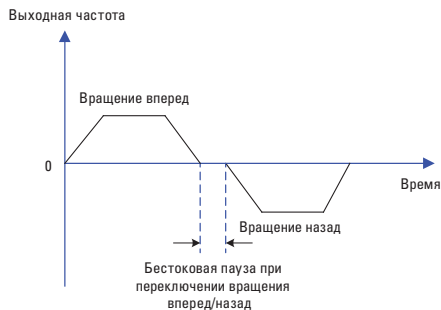 Выходная частота
Вращение вперед
0
Время
Вращение назад
Бестоковая пауза при
переключении вращения
вперед/назад